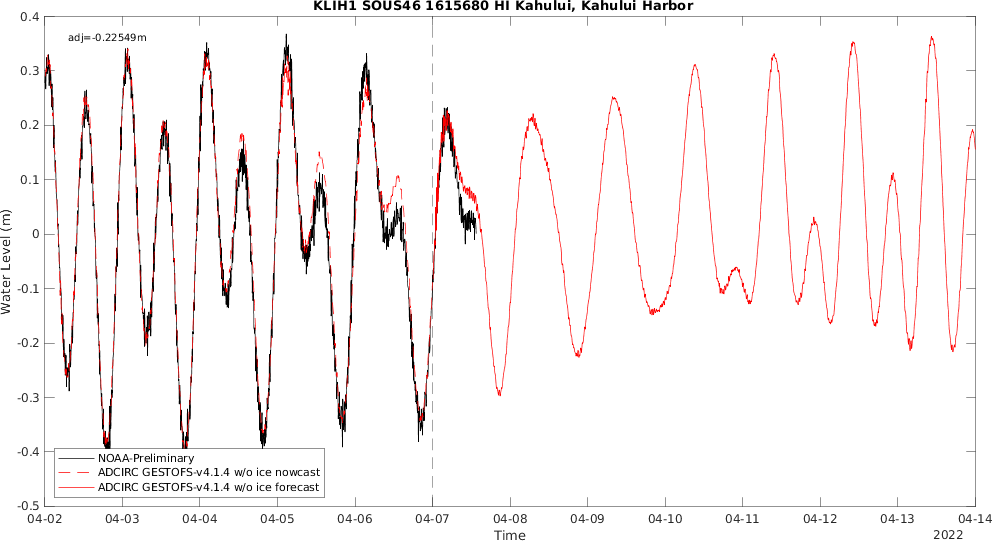 KLIH1 SOUS46 1615680 HI Kahului, Kahului Harbor
adj=-0.22549m
0.4
0.3
0.2
0.1
0
-0.1
-0.2
-0.3
-0.4
-0.5
Water Level (m)
NOAA-Preliminary
ADCIRC GESTOFS-v4.1.4 w/o ice nowcast
ADCIRC GESTOFS-v4.1.4 w/o ice forecast
04-02 04-03 04-04 04-05 04-06 04-07 04-08 04-09 04-10 04-11 04-12 04-13 04-14
Time
2022